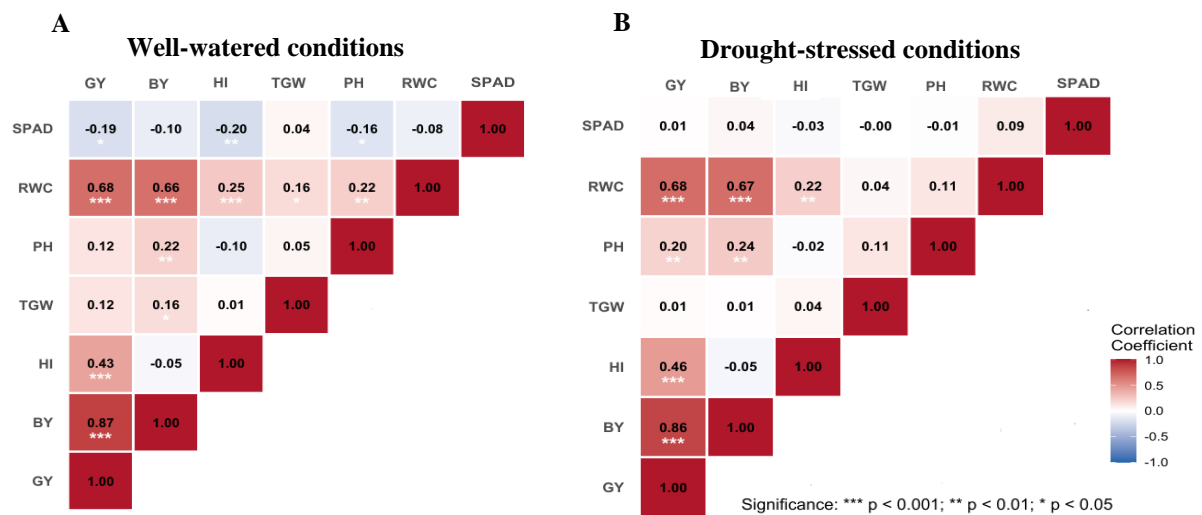 A
Well-watered conditions
GY BY HI TGW PH RWC SPAD
SPAD -0.19 -0.10 -0.20 0.04 -0.16 -0.08 1.00
* ** *
RWC 0.68 0.66 0.25 0.16 0.22 1.00
*** *** *** * **
PH 0.12 0.22 -0.10 0.05 1.00
**
TGW 0.12 0.16 0.01 1.00
*
HI 0.43 -0.05 1.00
***
BY 0.87 1.00
***
GY 1.00
B
Drought-stressed conditions
GY BY HI TGW PH RWC SPAD
SPAD 0.01 0.04 -0.03 -0.00 -0.01 0.09 1.00
RWC 0.68 0.67 0.22 0.04 0.11 1.00
*** *** **
PH 0.20 0.24 -0.02 0.11 1.00
** **
TGW 0.01 0.01 0.04 1.00
HI 0.46 -0.05 1.00
***
BY 0.86 1.00
***
GY 1.00
Correlation
Coefficient
1.0
0.5
0.0
-0.5
-1.0
Significance: *** p < 0.001; ** p < 0.01; * p < 0.05